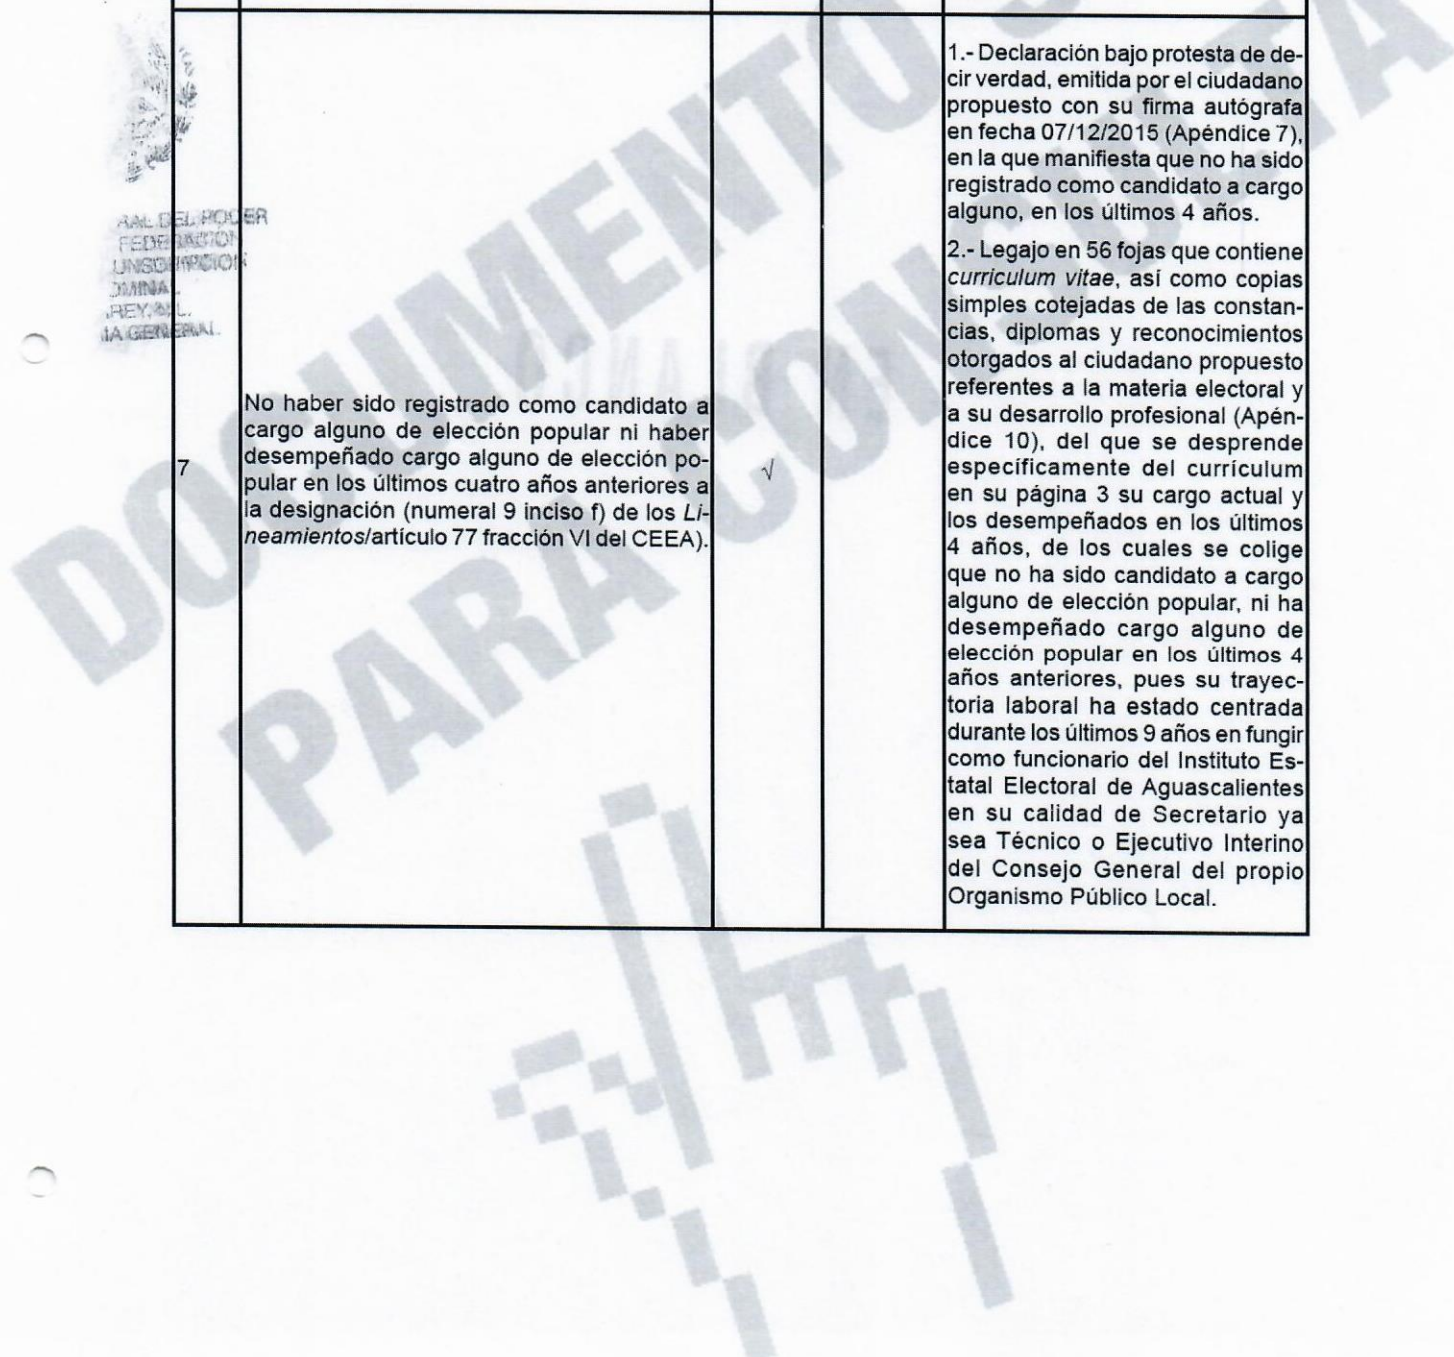 DOCUMENTO
PARA CONSULTA
DEL PODER
FEDERACION
REY, N.L.
GENERAL.
7
No haber sido registrado como candidato a
cargo alguno de elección popular ni haber
desempeñado cargo alguno de elección po-
pular en los últimos cuatro años anteriores a
la designación (numeral 9 inciso f) de los Li-
neamientos/artículo 77 fracción VI del CEEA).
√
1.- Declaración bajo protesta de de-
cir verdad, emitida por el ciudadano
propuesto con su firma autógrafa
en fecha 07/12/2015 (Apéndice 7),
en la que manifiesta que no ha sido
registrado como candidato a cargo
alguno, en los últimos 4 años.
2.- Legajo en 56 fojas que contiene
curriculum vitae, así como copias
simples cotejadas de las constan-
cias, diplomas y reconocimientos
otorgados al ciudadano propuesto
referentes a la materia electoral y
a su desarrollo profesional (Apén-
dice 10), del que se desprende
específicamente del currículum
en su página 3 su cargo actual y
los desempeñados en los últimos
4 años, de los cuales se colige
que no ha sido candidato a cargo
alguno de elección popular, ni ha
desempeñado cargo alguno de
elección popular en los últimos 4
años anteriores, pues su trayec-
toria laboral ha estado centrada
durante los últimos 9 años en fungir
como funcionario del Instituto Es-
tatal Electoral de Aguascalientes
en su calidad de Secretario ya
sea Técnico o Ejecutivo Interino
del Consejo General del propio
Organismo Público Local.